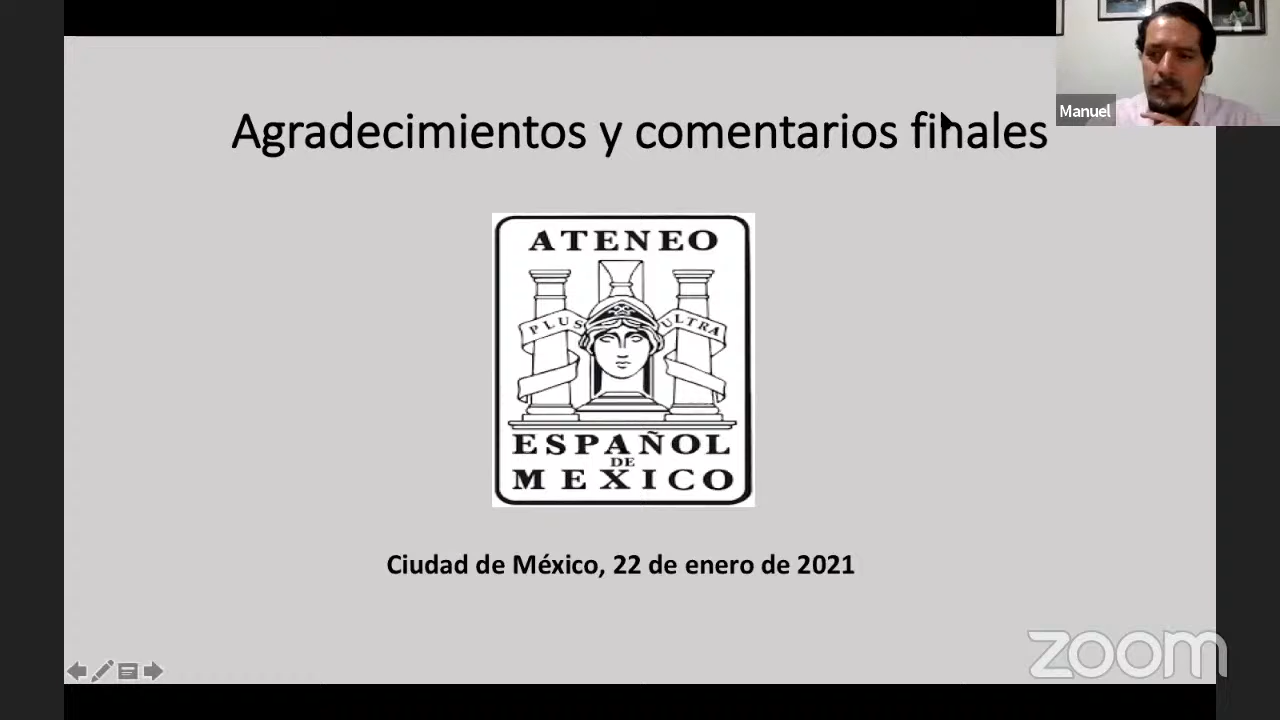 Agradecimientos y comentarios finales
Manuel
ATENEO
PLUS ULTRA
ESPAÑOL
DE
MEXICO
Ciudad de México, 22 de enero de 2021
zoom